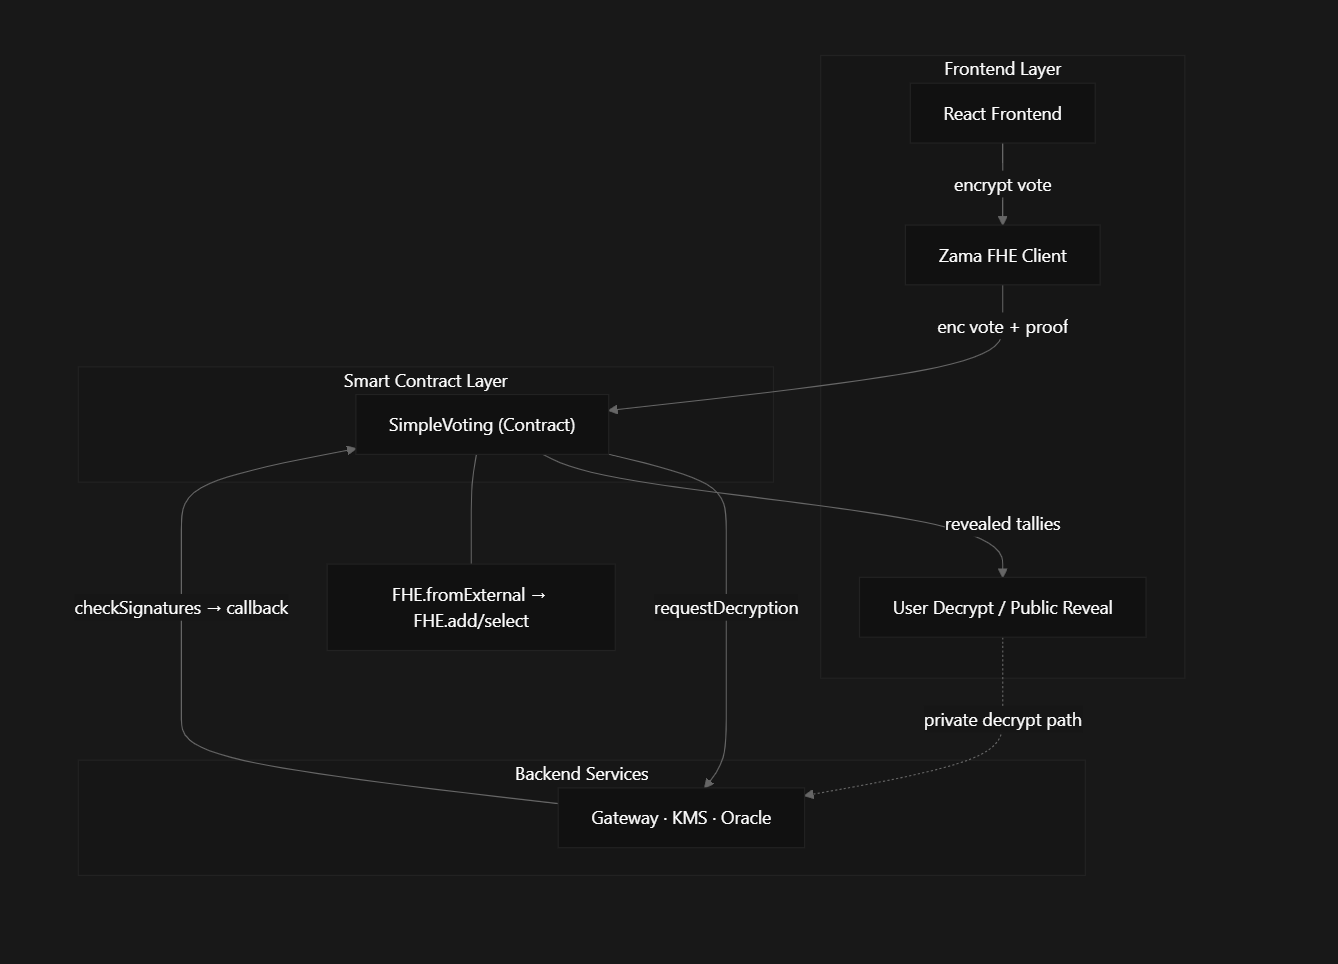 Frontend Layer
React Frontend
encrypt vote
Zama FHE Client
enc vote + proof
Smart Contract Layer
SimpleVoting (Contract)
revealed tallies
FHE.fromExternal →
FHE.add/select
checkSignatures → callback
requestDecryption
User Decrypt / Public Reveal
private decrypt path
Backend Services
Gateway · KMS · Oracle